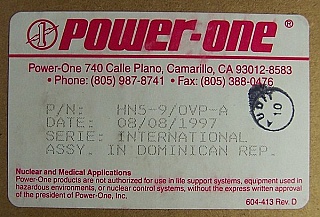 POWER-ONE®
Power-One 740 Calle Plano, Camarillo, CA 93012-8583
• Phone: (805) 987-8741 • Fax: (805) 388-0476
P/N: HN5-9/OVP-A
DATE: 08/08/1997
SERIE: INTERNATIONAL
ASSY. IN DOMINICAN REP.
10
Nuclear and Medical Applications
Power-One products are not authorized for use in life support systems, equipment used in
hazardous environments, or nuclear control systems, without the express written approval
of the president of Power-One, Inc.
604-413 Rev. D